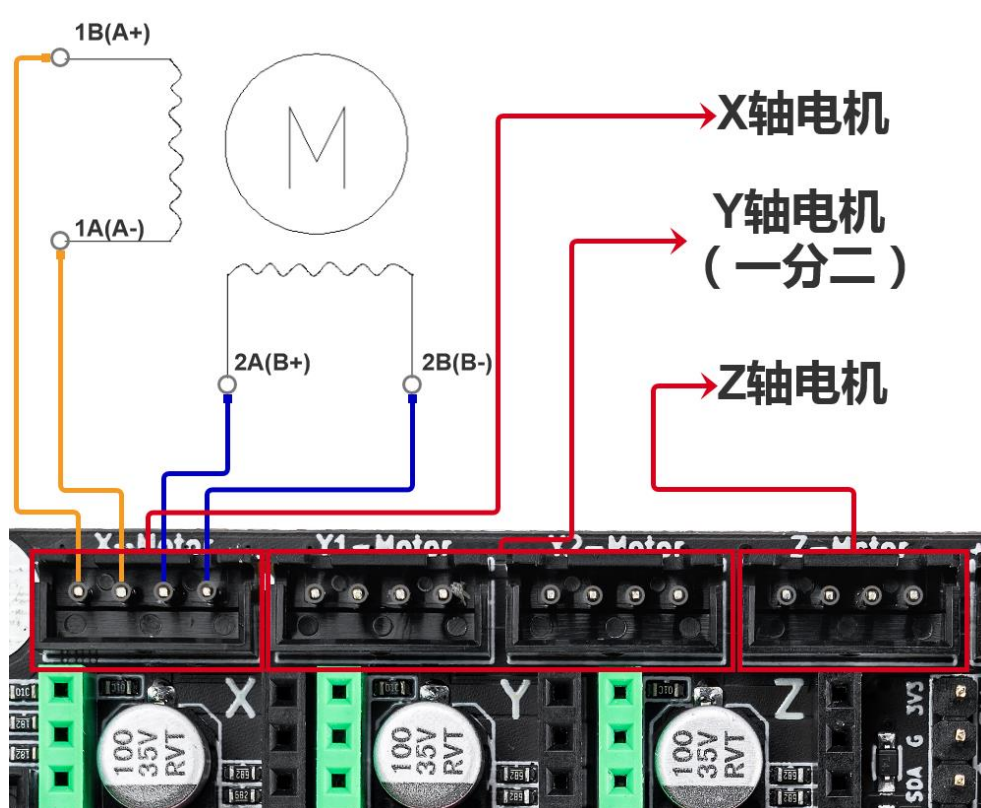 1B(A+)
M
X轴电机
1A(A-)
Y轴电机
（一分二）
2A(B+)
2B(B-)
Z轴电机
X-Motor
Y1-Motor
Y2-Motor
Z-Motor
X
Y
Z
100
35V
RVT
100
35V
RVT
100
35V
RVT
3V3
G
SDA